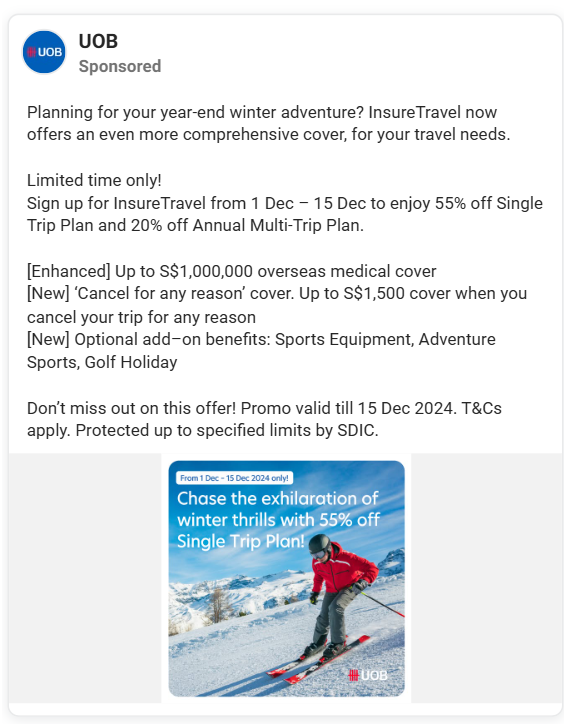 UOB
UOB
Sponsored
Planning for your year-end winter adventure? InsureTravel now
offers an even more comprehensive cover, for your travel needs.
Limited time only!
Sign up for InsureTravel from 1 Dec – 15 Dec to enjoy 55% off Single
Trip Plan and 20% off Annual Multi-Trip Plan.
[Enhanced] Up to S$1,000,000 overseas medical cover
[New] ‘Cancel for any reason’ cover. Up to S$1,500 cover when you
cancel your trip for any reason
[New] Optional add–on benefits: Sports Equipment, Adventure
Sports, Golf Holiday
Don’t miss out on this offer! Promo valid till 15 Dec 2024. T&Cs
apply. Protected up to specified limits by SDIC.
From 1 Dec - 15 Dec 2024 only!
Chase the exhilaration of
winter thrills with 55% off
Single Trip Plan!
UOB